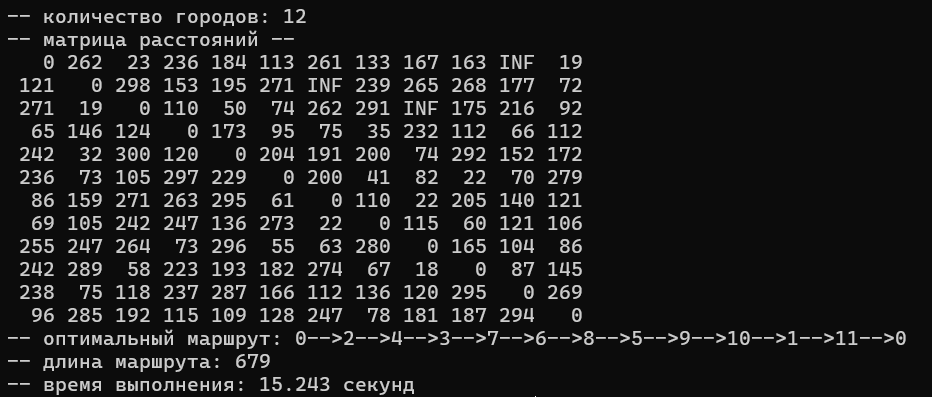 -- количество городов: 12
-- матрица расстояний --
0 262 23 236 184 113 261 133 167 163 INF 19
121 0 298 153 195 271 INF 239 265 268 177 72
271 19 0 110 50 74 262 291 INF 175 216 92
65 146 124 0 173 95 75 35 232 112 66 112
242 32 300 120 0 204 191 200 74 292 152 172
236 73 105 297 229 0 200 41 82 22 70 279
86 159 271 263 295 61 0 110 22 205 140 121
69 105 242 247 136 273 22 0 115 60 121 106
255 247 264 73 296 55 63 280 0 165 104 86
242 289 58 223 193 182 274 67 18 0 87 145
238 75 118 237 287 166 112 136 120 295 0 269
96 285 192 115 109 128 247 78 181 187 294 0
-- оптимальный маршрут: 0-->2-->4-->3-->7-->6-->8-->5-->9-->10-->1-->11-->0
-- длина маршрута: 679
-- время выполнения: 15.243 секунд